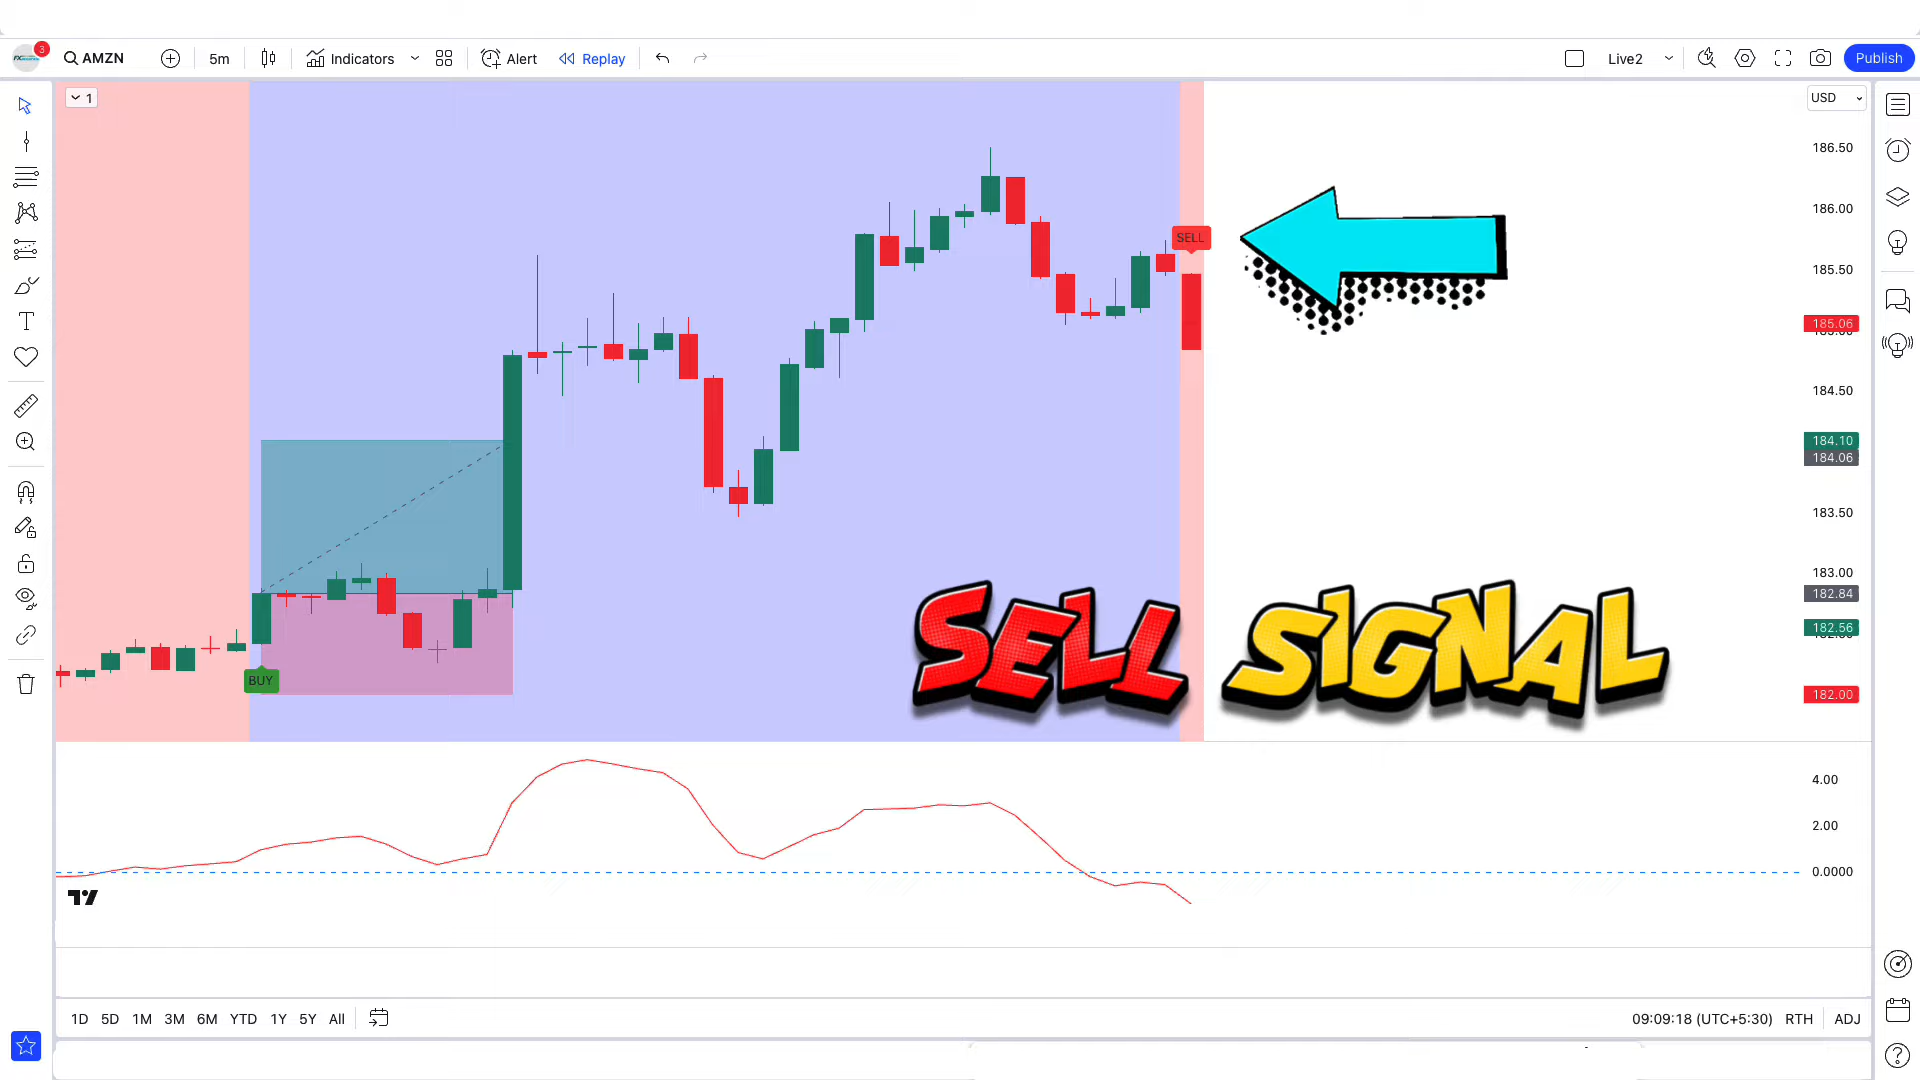 3
AMZN
5m
Indicators
Alert
Replay
Live2
Publish
1
USD
186.50
186.00
SELL
185.50
185.06
184.50
184.10
184.06
183.50
183.00
182.84
182.56
BUY
182.00
SELL SIGNAL
4.00
2.00
0.0000
1D 5D 1M 3M 6M YTD 1Y 5Y All
09:09:18 (UTC+5:30) RTH ADJ